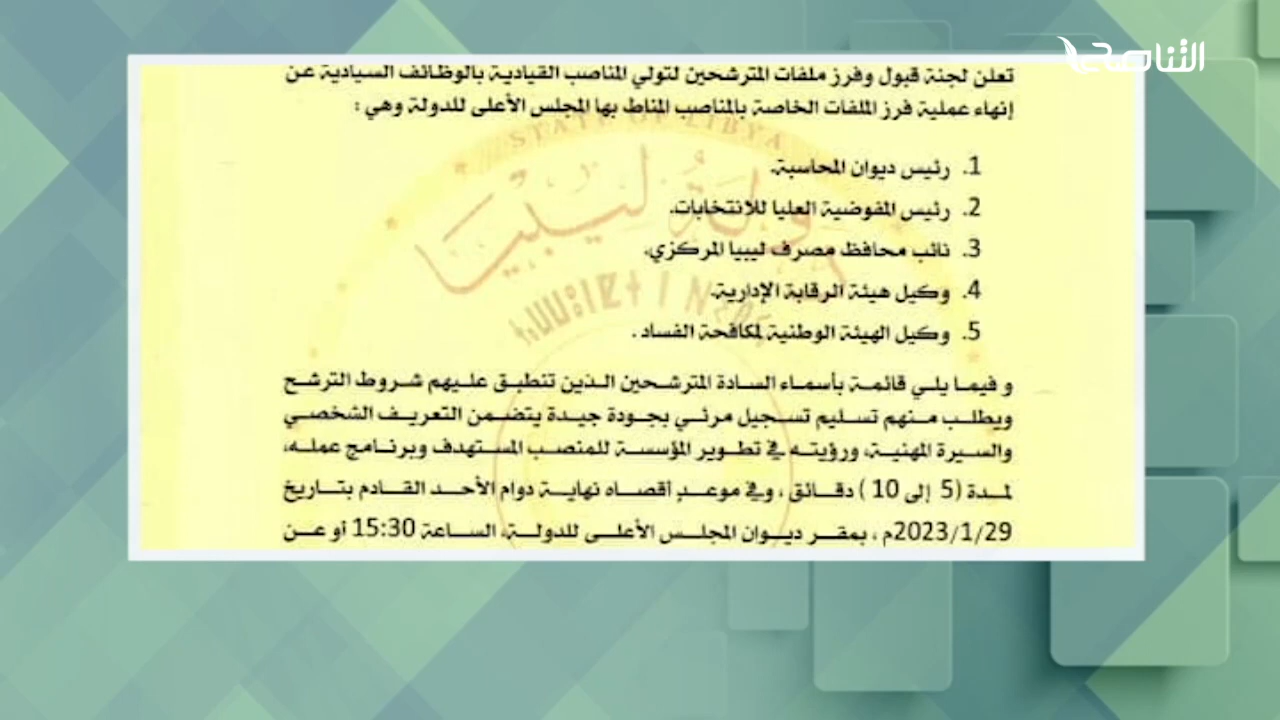 التناصح
تعلن لجنة قبول وفرز ملفات المترشحين لتولي المناصب القيادية بالوظائف السيادية عن
إنهاء عملية فرز الملفات الخاصة بالمناصب المناط بها المجلس الأعلى للدولة وهي :
STATE OF LIBYA
دولة ليبيا
1. رئيس ديوان المحاسبة.
2. رئيس المفوضية العليا للانتخابات.
3. نائب محافظ مصرف ليبيا المركزي.
4. وكيل هيئة الرقابة الإدارية.
5. وكيل الهيئة الوطنية لمكافحة الفساد .
و فيما يلي قائمة بأسماء السادة المترشحين الذين تنطبق عليهم شروط الترشح
ويطلب منهم تسليم تسجيل مرئي بجودة جيدة يتضمن التعريف الشخصي
والسيرة المهنية، ورؤيته في تطوير المؤسسة للمنصب المستهدف وبرنامج عمله،
لمدة (5 إلى 10 ) دقائق ، وفي موعد أقصاه نهاية دوام الأحد القادم بتاريخ
2023/1/29م ، بمقر ديوان المجلس الأعلى للدولة، الساعة 15:30 أو عن